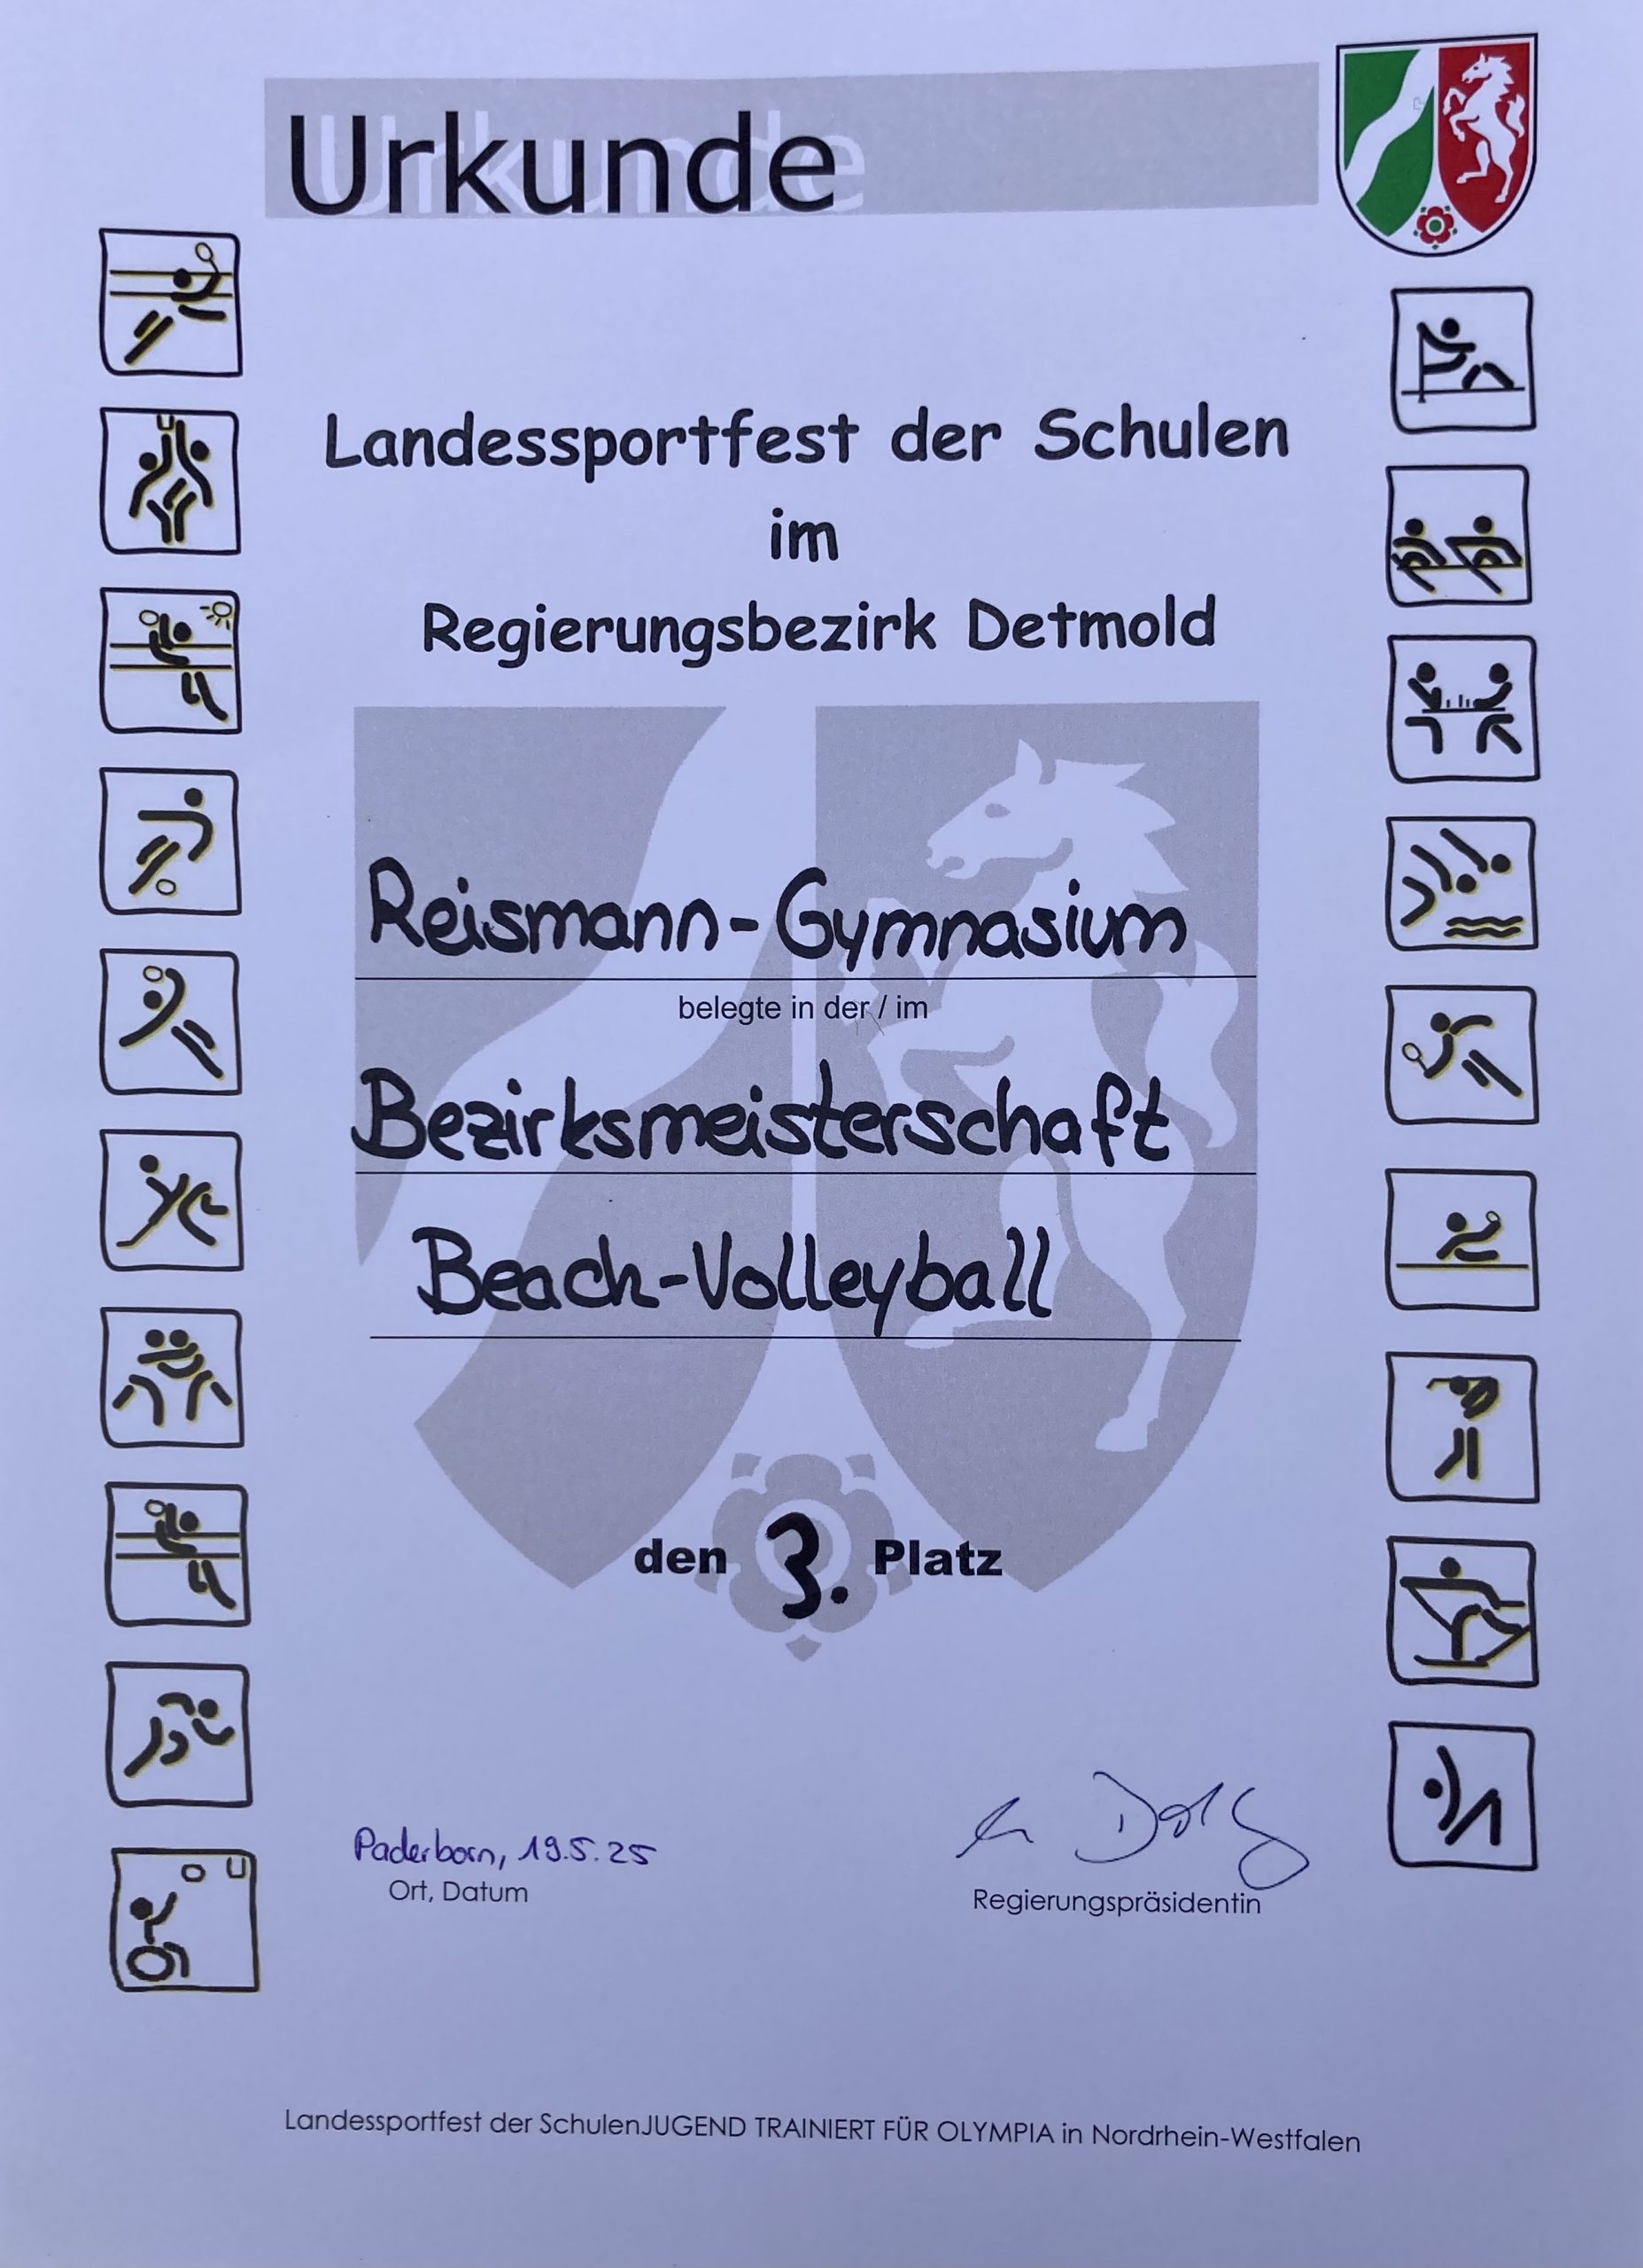 Urkunde
Landessportfest der Schulen
im
Regierungsbezirk Detmold
Reismann-Gymnasium
belegte in der / im
Bezirksmeisterschaft
Beach-Volleyball
den 3. Platz
Paderborn, 19.5.25
Ort, Datum
Regierungspräsidentin
Landessportfest der SchulenJUGEND TRAINIERT FÜR OLYMPIA in Nordrhein-Westfalen